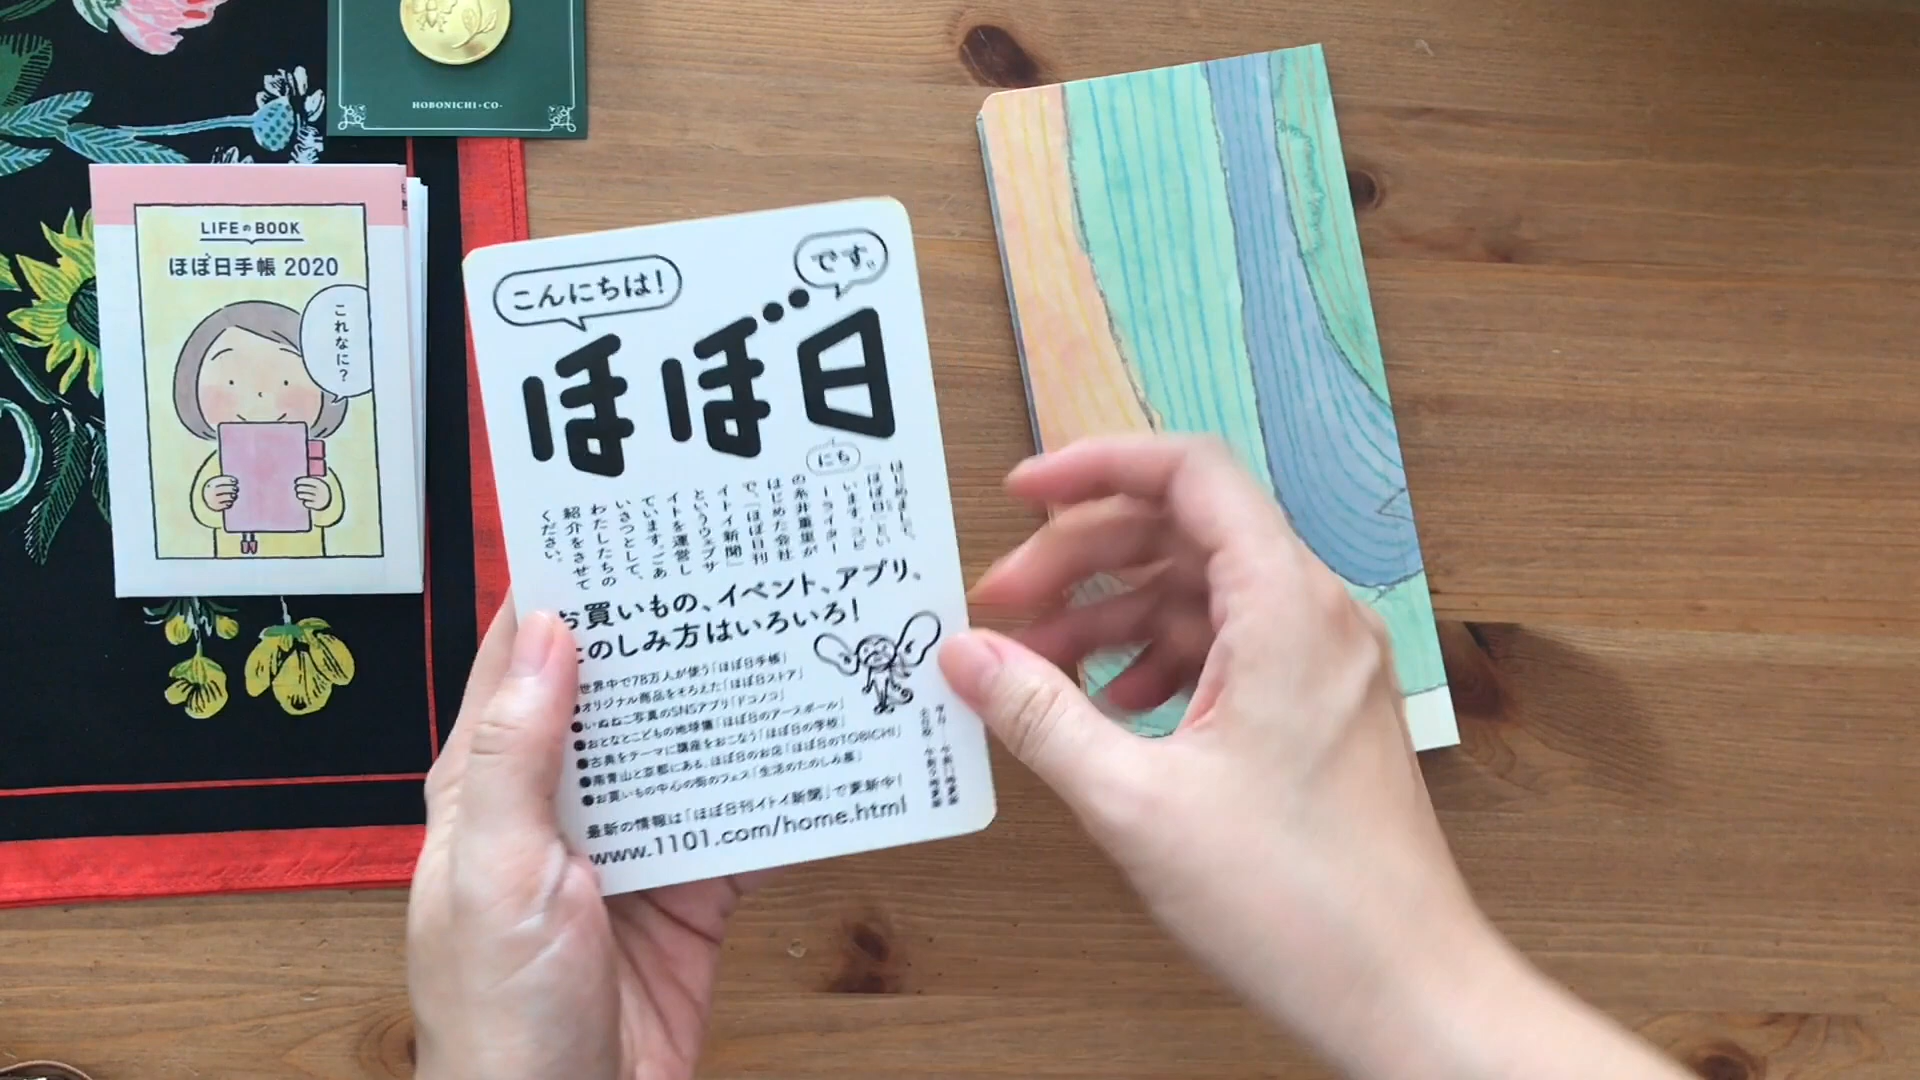 HOBONICHI・CO・
LIFEのBOOK
ほぼ日手帳 2020
これなに?
こんにちは!
です。
ほぼ日
にち
はじめまして、
「ほぼ日」とい
います。コピ
ーライター
の糸井重里が
はじめた会社
で、「ほぼ日刊
イトイ新聞」
というウェブサ
イトを運営し
ています。ごあ
いさつとして、
わたしたちの
紹介をさせて
ください。
お買いもの、イベント、アプリ、
たのしみ方はいろいろ!
世界中で78万人が使う「ほぼ日手帳」
●オリジナル商品をそろえた「ほぼ日ストア」
●いぬねこ写真のSNSアプリ「ドコノコ」
●おとなとこどもの地球儀「ほぼ日のアースボール」
●古典をテーマに講座をおこなう「ほぼ日の学校」
●南青山と京都にある、ほぼ日のお店「ほぼ日のTOBICHI」
●お買いもの中心の街のフェス「生活のたのしみ展」
最新の情報は「ほぼ日刊イトイ新聞」で更新中!
www.1101.com/home.html